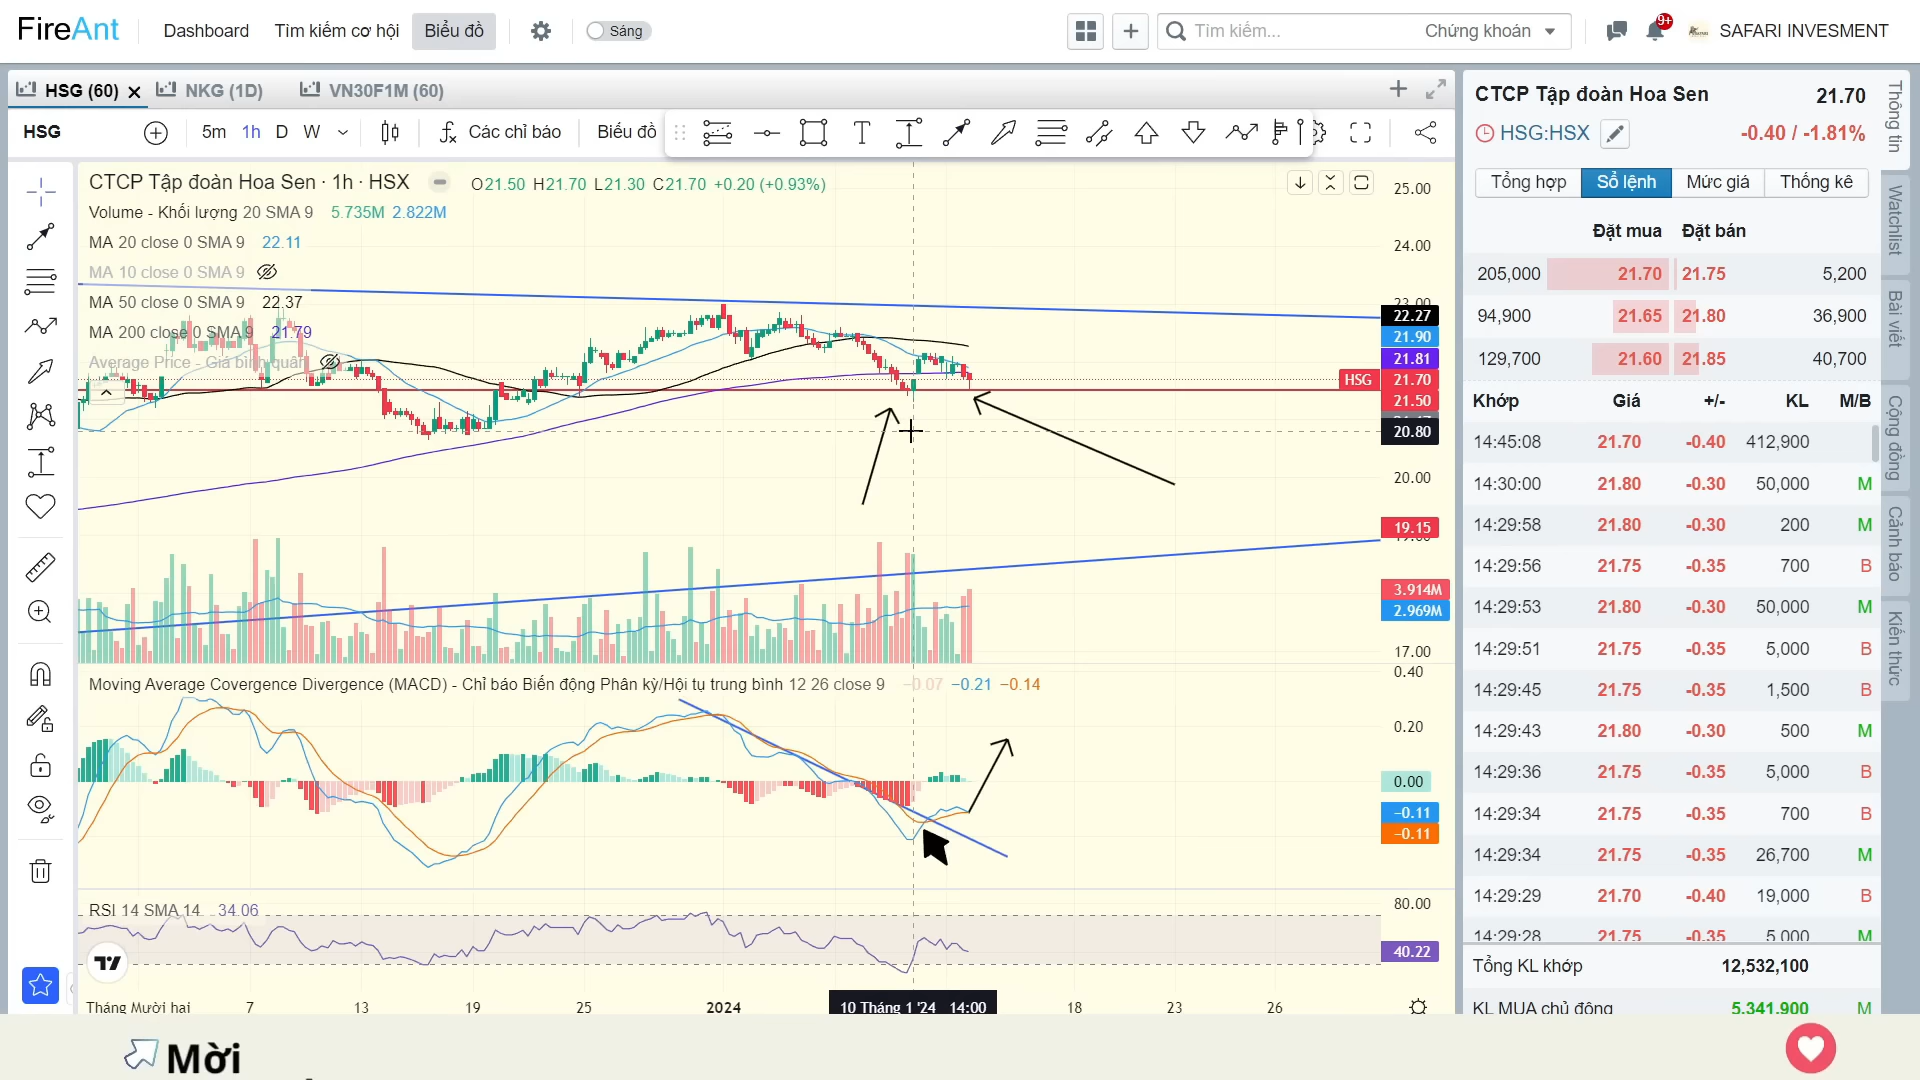 FireAnt
Dashboard Tìm kiếm cơ hội Biểu đồ Sáng
Tìm kiếm... Chứng khoán 9+ SAFARI INVESMENT
HSG (60) NKG (1D) VN30F1M (60)
HSG 5m 1h D W Các chỉ báo Biểu đồ
CTCP Tập đoàn Hoa Sen · 1h · HSX O21.50 H21.70 L21.30 C21.70 +0.20 (+0.93%)
Volume - Khối lượng 20 SMA 9 5.735M 2.822M
MA 20 close 0 SMA 9 22.11
MA 10 close 0 SMA 9
MA 50 close 0 SMA 9 22.37
MA 200 close 0 SMA 9 21.79
Average Price - Giá bình quân
25.00
24.00
23.00
22.27
21.90
21.81
HSG 21.70
21.50
20.80
20.00
19.15
19.00
3.914M
2.969M
17.00
Moving Average Covergence Divergence (MACD) - Chỉ báo Biến động Phân kỳ/Hội tụ trung bình 12 26 close 9 −0.07 −0.21 −0.14
0.40
0.20
0.00
−0.11
−0.11
RSI 14 SMA 14 34.06
80.00
40.22
Tháng Mười hai 7 13 19 25 2024 10 Tháng 1 '24 14:00 18 23 26
CTCP Tập đoàn Hoa Sen 21.70
HSG:HSX -0.40 / -1.81%
Tổng hợp Sổ lệnh Mức giá Thống kê
Đặt mua Đặt bán
205,000 21.70 21.75 5,200
94,900 21.65 21.80 36,900
129,700 21.60 21.85 40,700
Khớp Giá +/- KL M/B
14:45:08 21.70 -0.40 412,900
14:30:00 21.80 -0.30 50,000 M
14:29:58 21.80 -0.30 200 M
14:29:56 21.75 -0.35 700 B
14:29:53 21.80 -0.30 50,000 M
14:29:51 21.75 -0.35 5,000 B
14:29:45 21.75 -0.35 1,500 B
14:29:43 21.80 -0.30 500 M
14:29:36 21.75 -0.35 5,000 B
14:29:34 21.75 -0.35 700 B
14:29:34 21.75 -0.35 26,700 M
14:29:29 21.70 -0.40 19,000 B
14:29:28 21.75 -0.35 5,000 M
Tổng KL khớp 12,532,100
KL MUA chủ động 5,341,900 M
Thông tin
Watchlist
Bài viết
Cộng đồng
Cảnh báo
Kiến thức
Mời